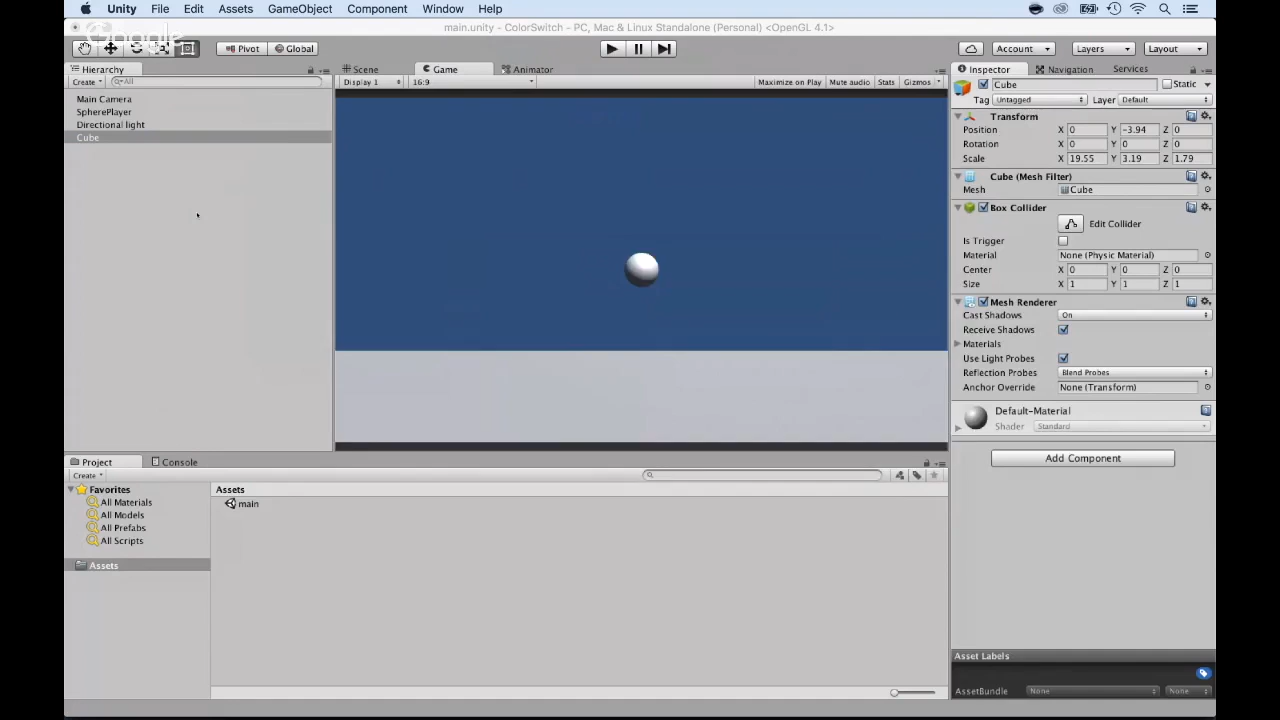 Unity File Edit Assets GameObject Component Window Help
main.unity - ColorSwitch - PC, Mac & Linux Standalone (Personal) <OpenGL 4.1>
Google
Pivot Global Account Layers Layout
Hierarchy Scene Game Animator Inspector Navigation Services
Create All Display 1 16:9 Maximize on Play Mute audio Stats Gizmos Cube Static
Tag Untagged Layer Default
Main Camera
SpherePlayer
Directional light
Cube
Transform
Position X 0 Y -3.94 Z 0
Rotation X 0 Y 0 Z 0
Scale X 19.55 Y 3.19 Z 1.79
Cube (Mesh Filter)
Mesh Cube
Box Collider
Edit Collider
Is Trigger
Material None (Physic Material)
Center X 0 Y 0 Z 0
Size X 1 Y 1 Z 1
Mesh Renderer
Cast Shadows On
Receive Shadows
Materials
Use Light Probes
Reflection Probes Blend Probes
Anchor Override None (Transform)
Default-Material
Shader Standard
Add Component
Project Console
Create
Favorites
All Materials
All Models
All Prefabs
All Scripts
Assets
Assets
main
Asset Labels
AssetBundle None None